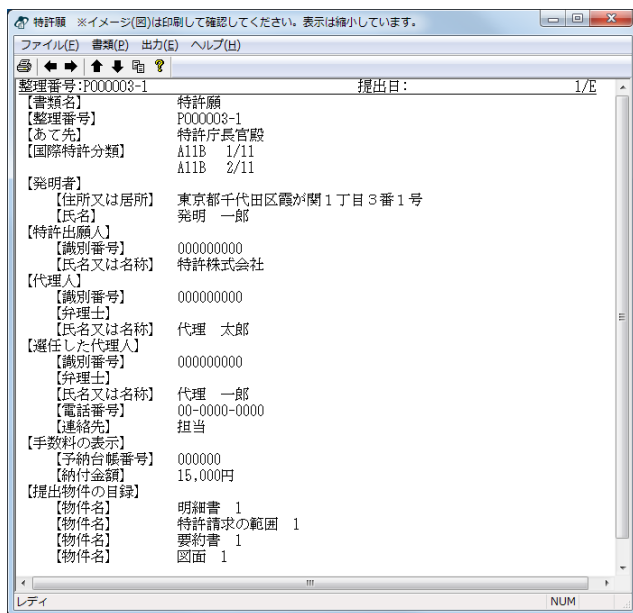 特許願 ※イメージ(図)は印刷して確認してください。表示は縮小しています。
ファイル(F) 書類(P) 出力(E) ヘルプ(H)
整理番号:P000003-1 提出日: 1/E
【書類名】 特許願
【整理番号】 P000003-1
【あて先】 特許庁長官殿
【国際特許分類】 A11B 1/11
A11B 2/11
【発明者】
【住所又は居所】 東京都千代田区霞が関1丁目3番1号
【氏名】 発明 一郎
【特許出願人】
【識別番号】 000000000
【氏名又は名称】 特許株式会社
【代理人】
【識別番号】 000000000
【弁理士】
【氏名又は名称】 代理 太郎
【選任した代理人】
【識別番号】 000000000
【弁理士】
【氏名又は名称】 代理 一郎
【電話番号】 00-0000-0000
【連絡先】 担当
【手数料の表示】
【予納台帳番号】 000000
【納付金額】 15,000円
【提出物件の目録】
【物件名】 明細書 1
【物件名】 特許請求の範囲 1
【物件名】 要約書 1
【物件名】 図面 1
レディ NUM